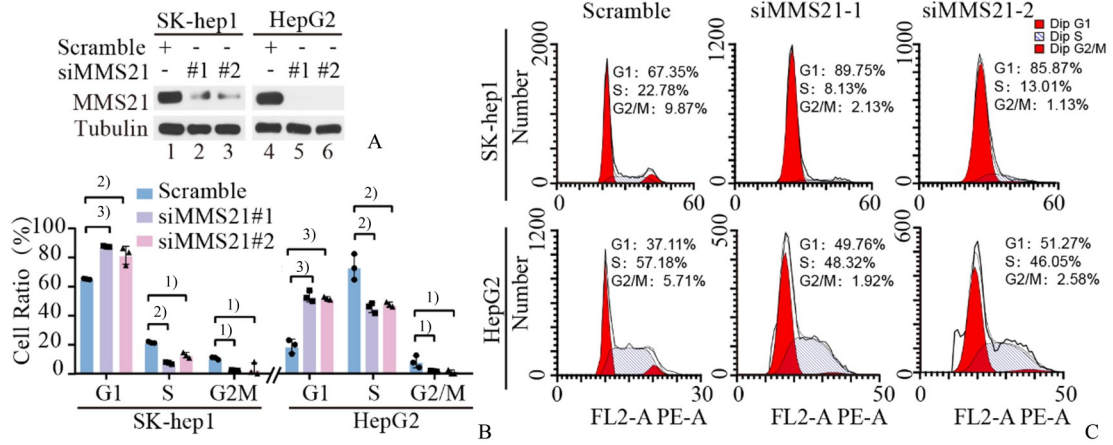 SK-hep1 HepG2
Scramble + - - + - -
siMMS21 - #1 #2 - #1 #2
MMS21
Tubulin
1 2 3 4 5 6
A
Scramble
siMMS21#1
siMMS21#2
Cell Ratio (%)
100
80
60
40
20
0
2)
3)
2)
1)
1)
1)
3)
3)
2)
2)
1)
1)
G1 S G2M G1 S G2/M
SK-hep1 HepG2
B
Scramble siMMS21-1 siMMS21-2
Dip G1
Dip S
Dip G2/M
SK-hep1
Number
2000
0
G1: 67.35%
S: 22.78%
G2/M: 9.87%
0 60
1200
0
G1: 89.75%
S: 8.13%
G2/M: 2.13%
0 60
1000
0
G1: 85.87%
S: 13.01%
G2/M: 1.13%
0 60
HepG2
Number
1200
0
G1: 37.11%
S: 57.18%
G2/M: 5.71%
0 30
500
0
G1: 49.76%
S: 48.32%
G2/M: 1.92%
0 50
600
0
G1: 51.27%
S: 46.05%
G2/M: 2.58%
0 50
FL2-A PE-A FL2-A PE-A FL2-A PE-A
C